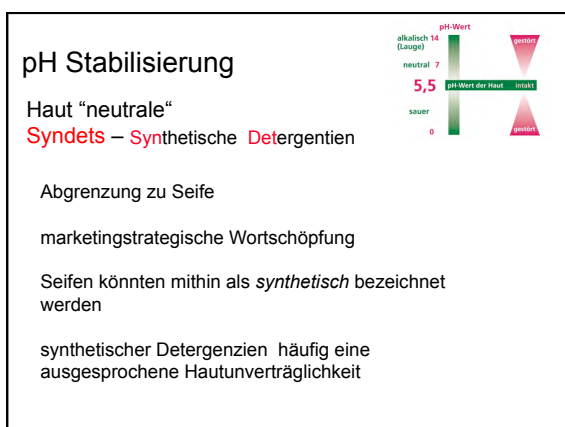 pH Stabilisierung
Haut “neutrale“
Syndets – Synthetische Detergentien
Abgrenzung zu Seife
marketingstrategische Wortschöpfung
Seifen könnten mithin als synthetisch bezeichnet
werden
synthetischer Detergenzien häufig eine
ausgesprochene Hautunverträglichkeit
pH-Wert
alkalisch 14
(Lauge)
gestört
neutral 7
5,5 pH-Wert der Haut intakt
sauer
0
gestört